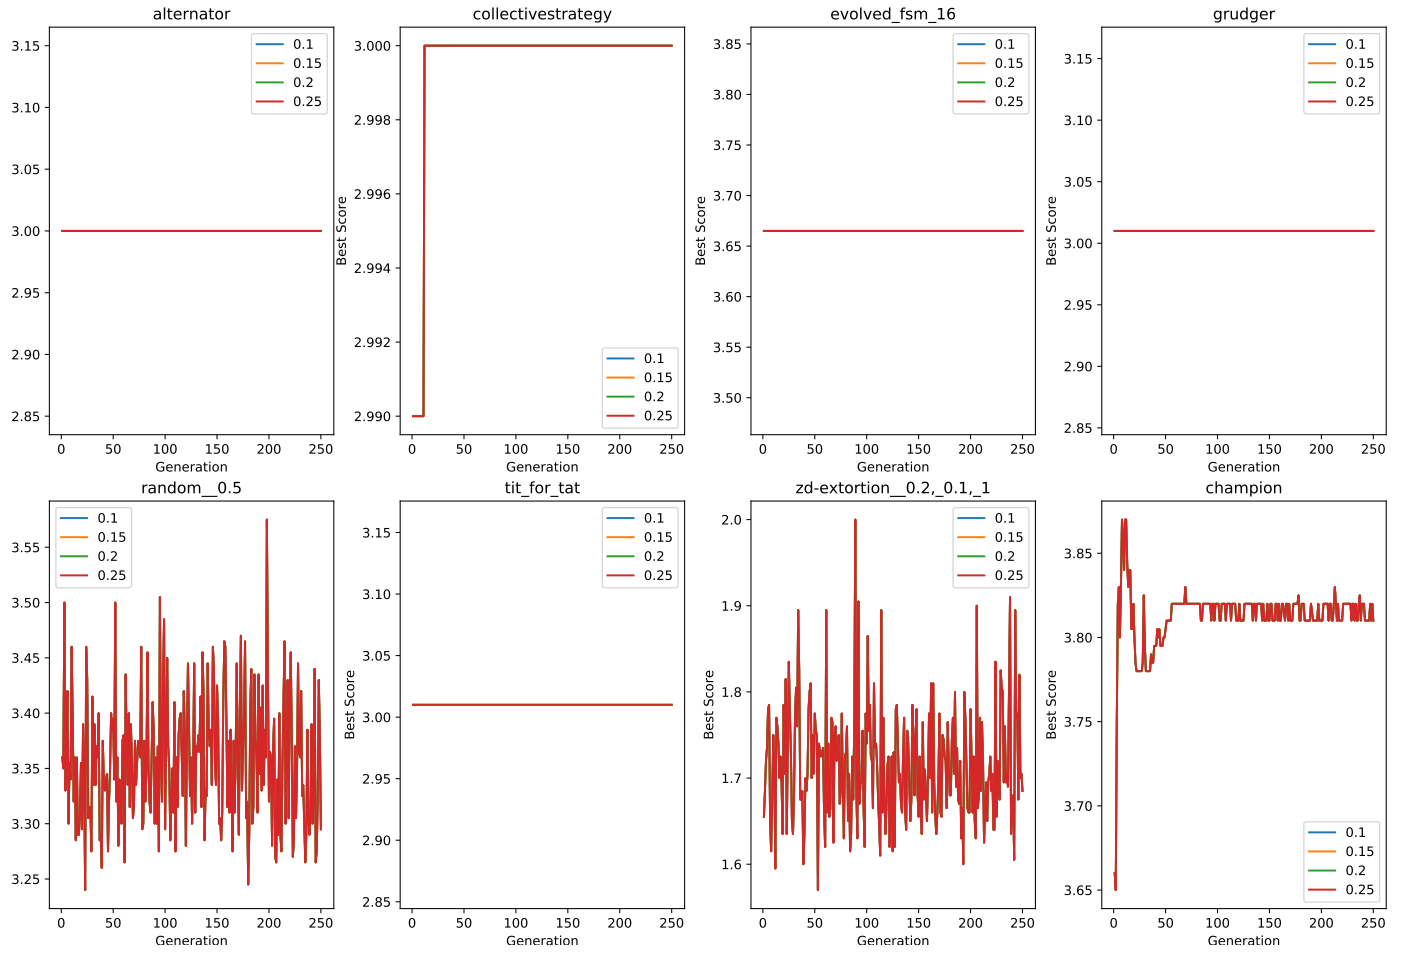 alternator
3.15
3.10
3.05
3.00
2.95
2.90
2.85
0 50 100 150 200 250
Generation
0.1
0.15
0.2
0.25
collectivestrategy
Best Score
3.000
2.998
2.996
2.994
2.992
2.990
0 50 100 150 200 250
Generation
0.1
0.15
0.2
0.25
evolved_fsm_16
Best Score
3.85
3.80
3.75
3.70
3.65
3.60
3.55
3.50
0 50 100 150 200 250
Generation
0.1
0.15
0.2
0.25
grudger
Best Score
3.15
3.10
3.05
3.00
2.95
2.90
2.85
0 50 100 150 200 250
Generation
0.1
0.15
0.2
0.25
random__0.5
3.55
3.50
3.45
3.40
3.35
3.30
3.25
0 50 100 150 200 250
Generation
0.1
0.15
0.2
0.25
tit_for_tat
Best Score
3.15
3.10
3.05
3.00
2.95
2.90
2.85
0 50 100 150 200 250
Generation
0.1
0.15
0.2
0.25
zd-extortion__0.2,_0.1,_1
Best Score
2.0
1.9
1.8
1.7
1.6
0 50 100 150 200 250
Generation
0.1
0.15
0.2
0.25
champion
Best Score
3.85
3.80
3.75
3.70
3.65
0 50 100 150 200 250
Generation
0.1
0.15
0.2
0.25